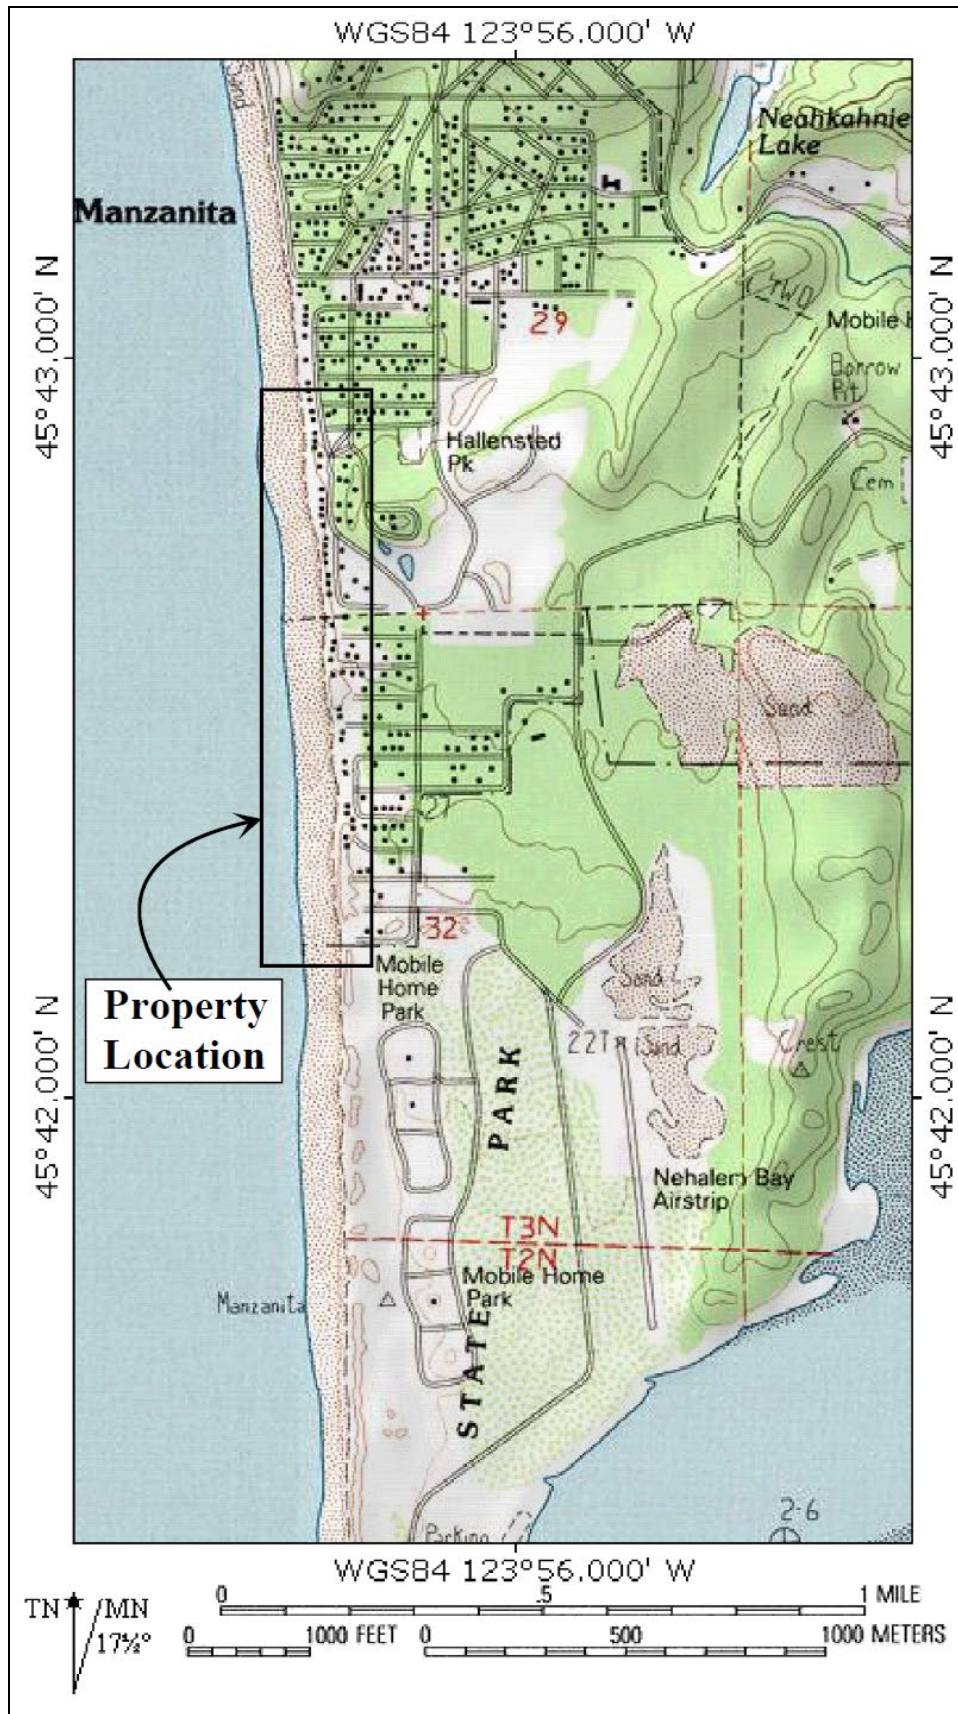 WGS84 123°56.000' W
Sand
Neahkahnie
Lake
Manzanita
45°43.000' N
45°43.000' N
TWD
29
Mobile H
Borrow
Pit
Hallensted
Pk
Cem
Sand
32
Mobile
Home
Park
Property
Location
Sand
221
Sand
Crest
PARK
45°42.000' N
45°42.000' N
Nehalem Bay
Airstrip
T3N
T2N
Mobile Home
Park
Manzanita
STATE
2-6
Parking
WGS84 123°56.000' W
TN /MN
17½°
0 .5 1 MILE
0 1000 FEET 0 500 1000 METERS